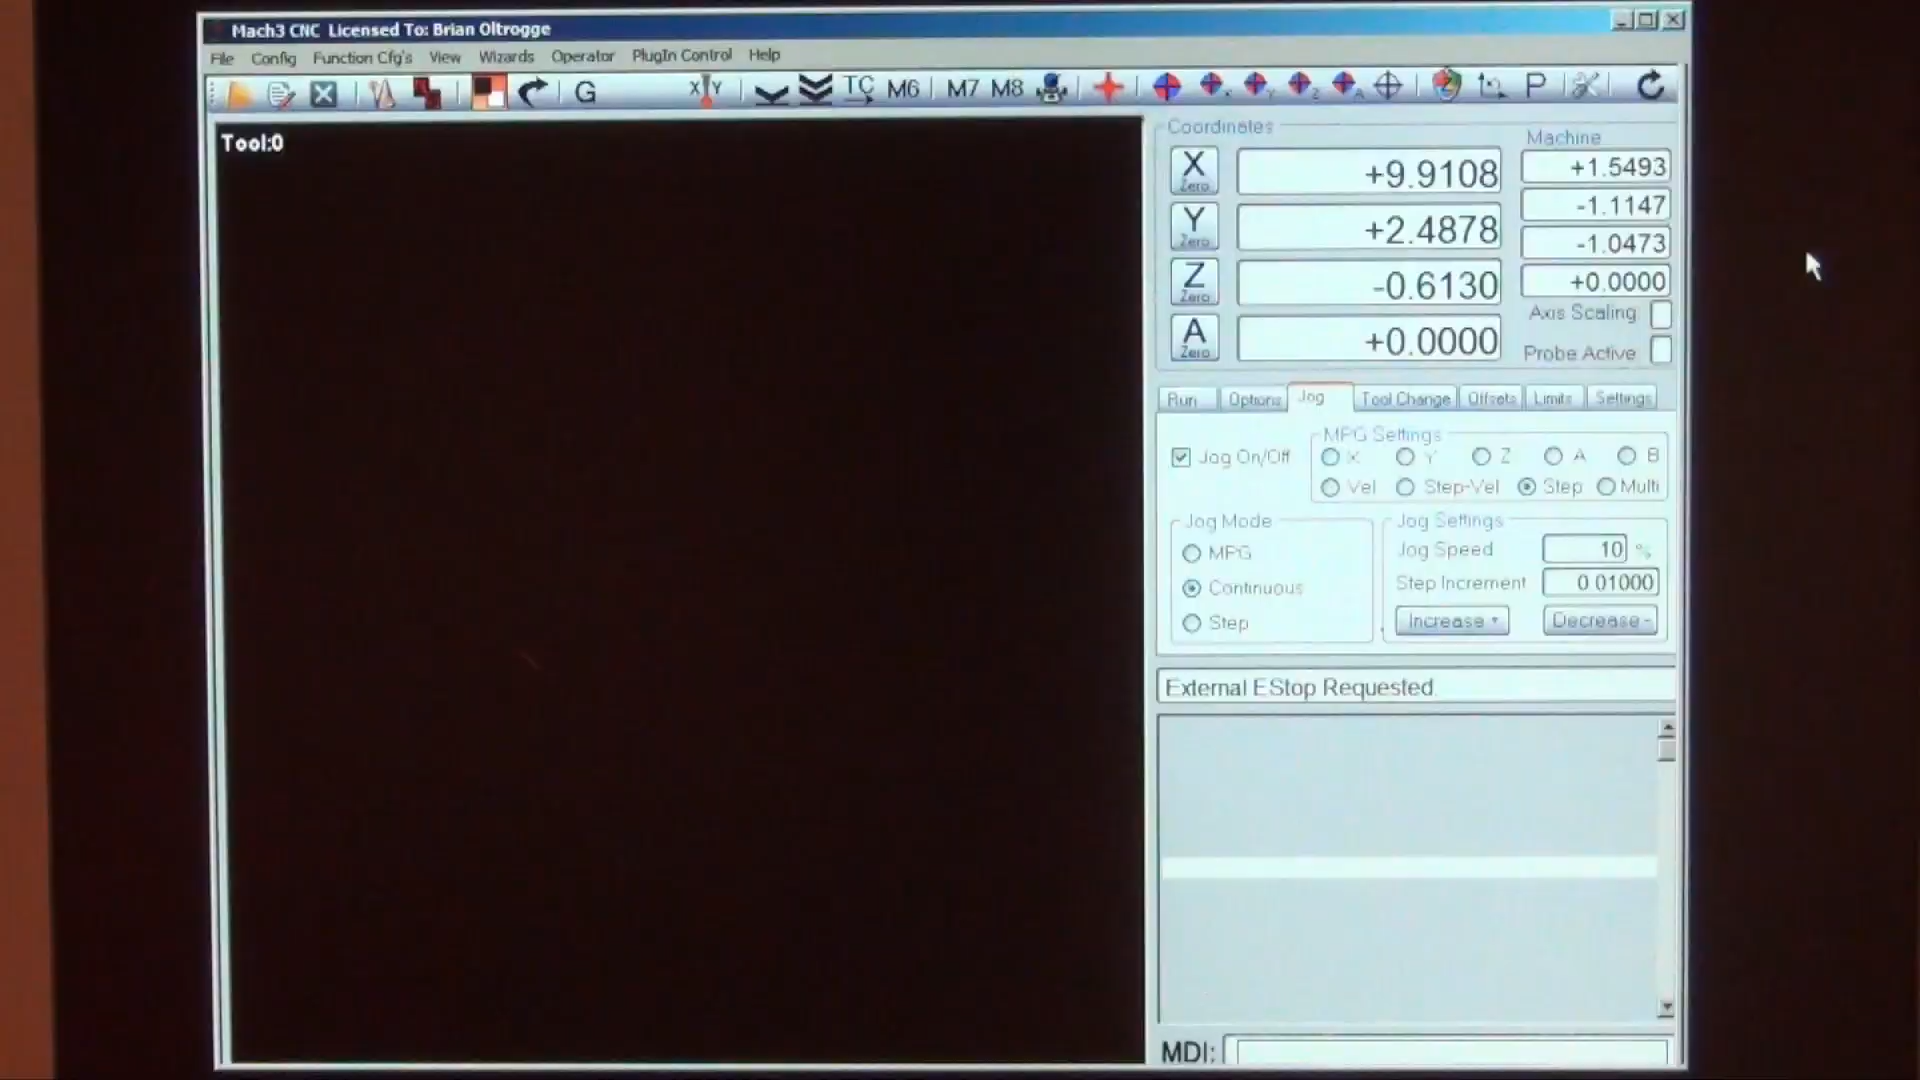 Mach3 CNC Licensed To: Brian Oltrogge
File Config Function Cfg's View Wizards Operator PlugIn Control Help
G X Y TC M6 M7 M8 P
Tool:0
Coordinates
Machine
X Zero +9.9108 +1.5493
Y Zero +2.4878 -1.1147
Z Zero -0.6130 -1.0473
A Zero +0.0000 +0.0000
Axis Scaling
Probe Active
Run Options Jog Tool Change Offsets Limits Settings
MPG Settings
Jog On/Off X Y Z A B
Vel Step-Vel Step Multi
Jog Mode Jog Settings
MPG Jog Speed 10 %
Continuous Step Increment 0.01000
Step Increase + Decrease -
External EStop Requested
MDI: